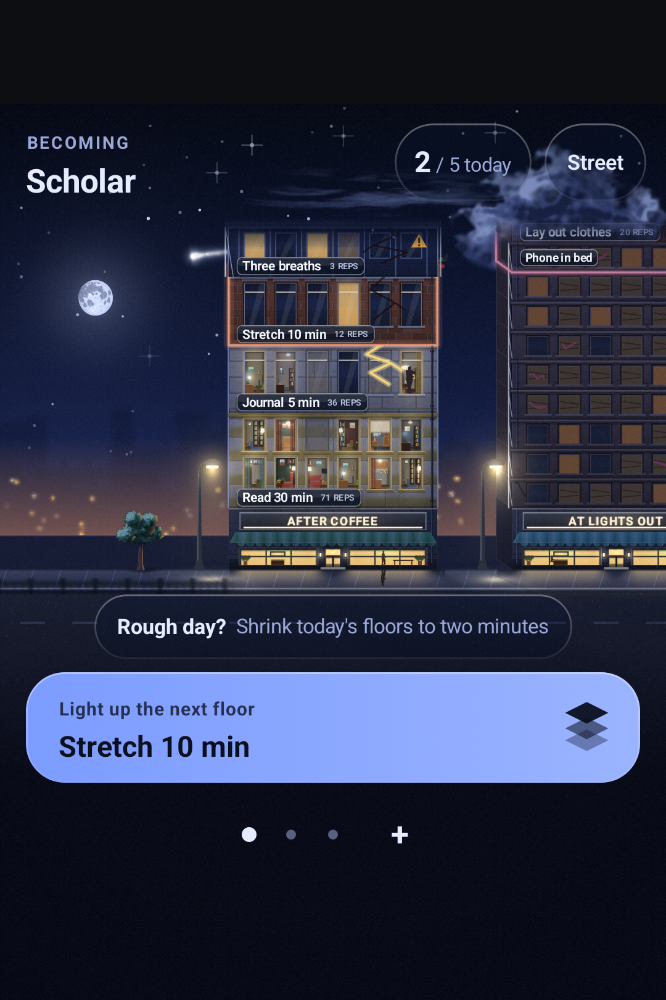 BECOMING
Scholar
2 / 5 today
Street
Three breaths 3 REPS
Stretch 10 min 12 REPS
Journal 5 min 36 REPS
Read 30 min 71 REPS
AFTER COFFEE
Lay out clothes 20 REPS
Phone in bed
AT LIGHTS OUT
Rough day? Shrink today's floors to two minutes
Light up the next floor
Stretch 10 min
+